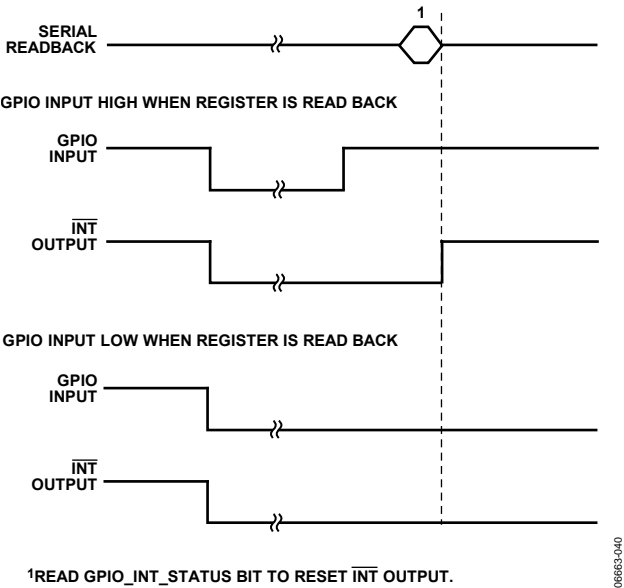 1
SERIAL
READBACK
GPIO INPUT HIGH WHEN REGISTER IS READ BACK
GPIO
INPUT
INT
OUTPUT
GPIO INPUT LOW WHEN REGISTER IS READ BACK
GPIO
INPUT
INT
OUTPUT
1READ GPIO_INT_STATUS BIT TO RESET INT OUTPUT.
06663-040